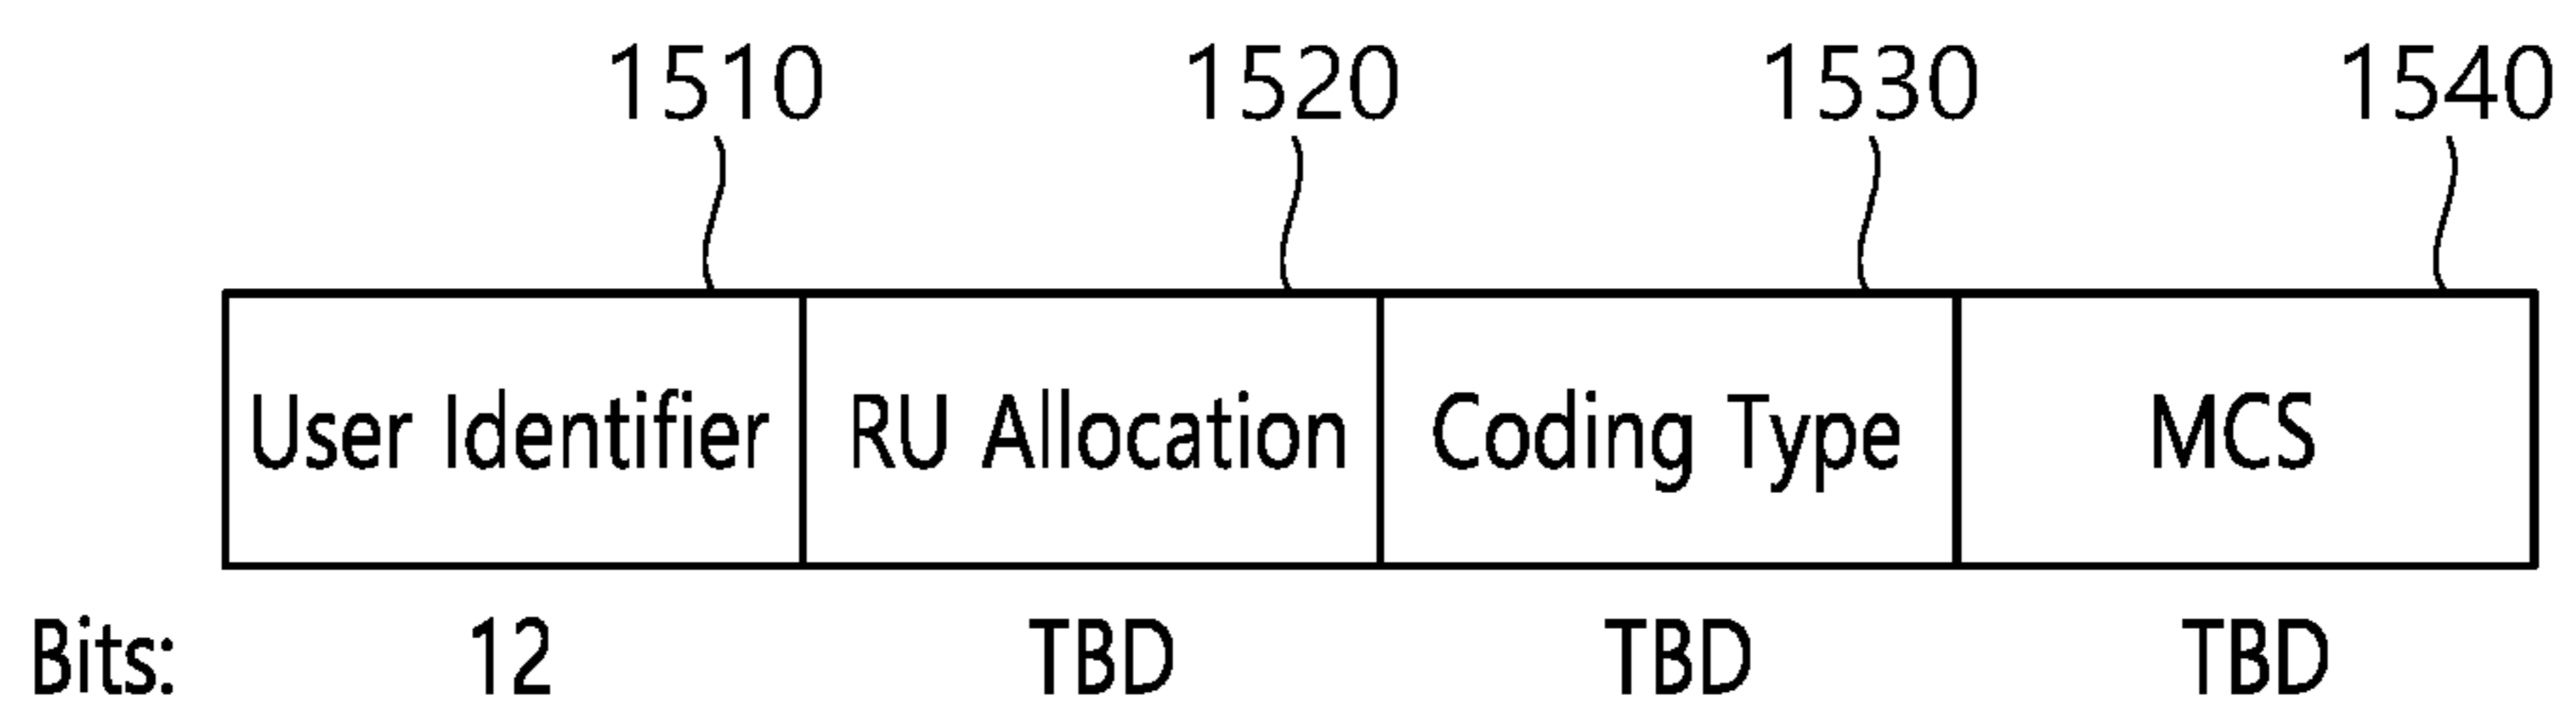 1510 1520 1530 1540
User Identifier RU Allocation Coding Type MCS
Bits: 12 TBD TBD TBD